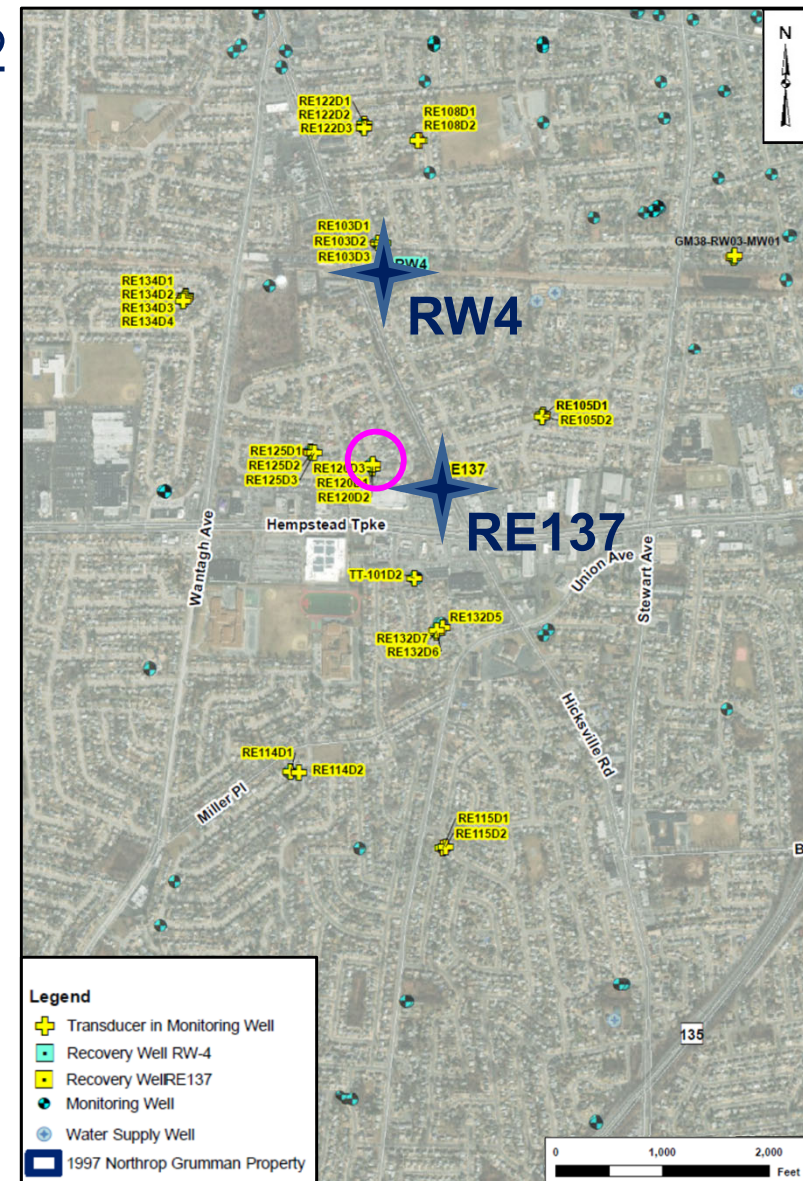 2
N
RE122D1
RE122D2
RE122D3
RE108D1
RE108D2
RE103D1
RE103D2
RE103D3
RW4
GM38-RW03-MW01
RE134D1
RE134D2
RE134D3
RE134D4
RW4
RE105D1
RE105D2
RE125D1
RE125D2
RE125D3
RE120D3
RE120D1
RE120D2
E137
RE137
Hempstead Tpke
Wantagh Ave
Union Ave
Stewart Ave
TT-101D2
RE132D5
RE132D7
RE132D6
Hicksville Rd
RE114D1
RE114D2
Miller Pl
RE115D1
RE115D2
B
135
Legend
Transducer in Monitoring Well
Recovery Well RW-4
Recovery WellRE137
Monitoring Well
Water Supply Well
1997 Northrop Grumman Property
0 1,000 2,000
Feet